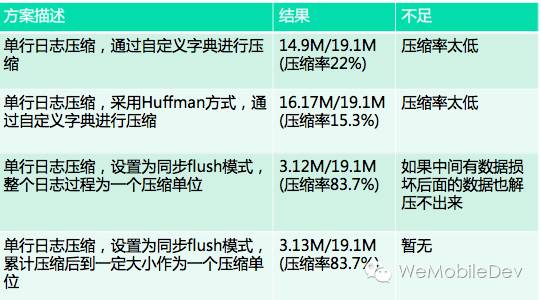 方案描述 结果 不足
单行日志压缩，通过自定义字典进行压 14.9M/19.1M 压缩率太低
缩 (压缩率22%)
单行日志压缩，采用Huffman方式，通 16.17M/19.1M 压缩率太低
过自定义字典进行压缩 (压缩率15.3%)
单行日志压缩，设置为同步flush模式， 3.12M/19.1M 如果中间有数据损
整个日志过程为一个压缩单位 (压缩率83.7%) 坏后面的数据也解
压不出来
单行日志压缩，设置为同步flush模式， 3.13M/19.1M 暂无
累计压缩后到一定大小作为一个压缩单 (压缩率83.7%)
位
WeMobileDev